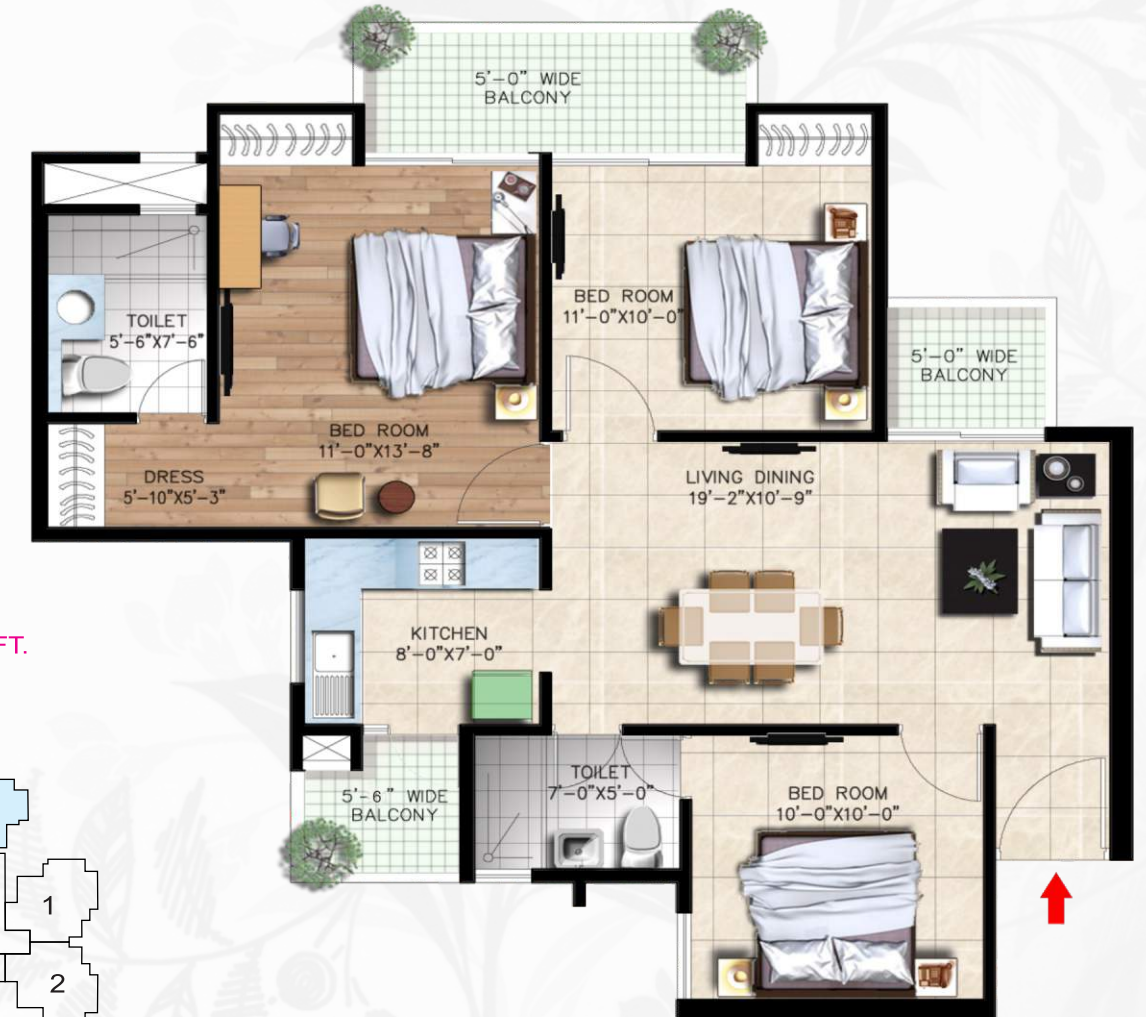 5'-0" WIDE
BALCONY
BED ROOM
11'-0"X10'-0"
TOILET
5'-6"X7'-6"
5'-0" WIDE
BALCONY
BED ROOM
11'-0"X13'-8"
DRESS
5'-10"X5'-3"
LIVING DINING
19'-2"X10'-9"
KITCHEN
8'-0"X7'-0"
FT.
TOILET
7'-0"X5'-0"
5'-6" WIDE
BALCONY
BED ROOM
10'-0"X10'-0"
1
2